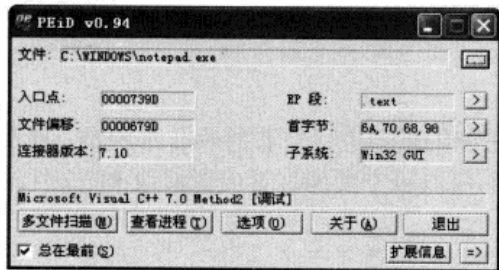 PEiD v0.94
文件: C:\WINDOWS\notepad.exe
入口点: 0000739D EP 段: .text >
文件偏移: 0000679D 首字节: 6A,70,68,98 >
连接器版本: 7.10 子系统: Win32 GUI >
Microsoft Visual C++ 7.0 Method2 [调试]
多文件扫描(M) 查看进程(T) 选项(O) 关于(A) 退出
总在最前(S) 扩展信息 =>